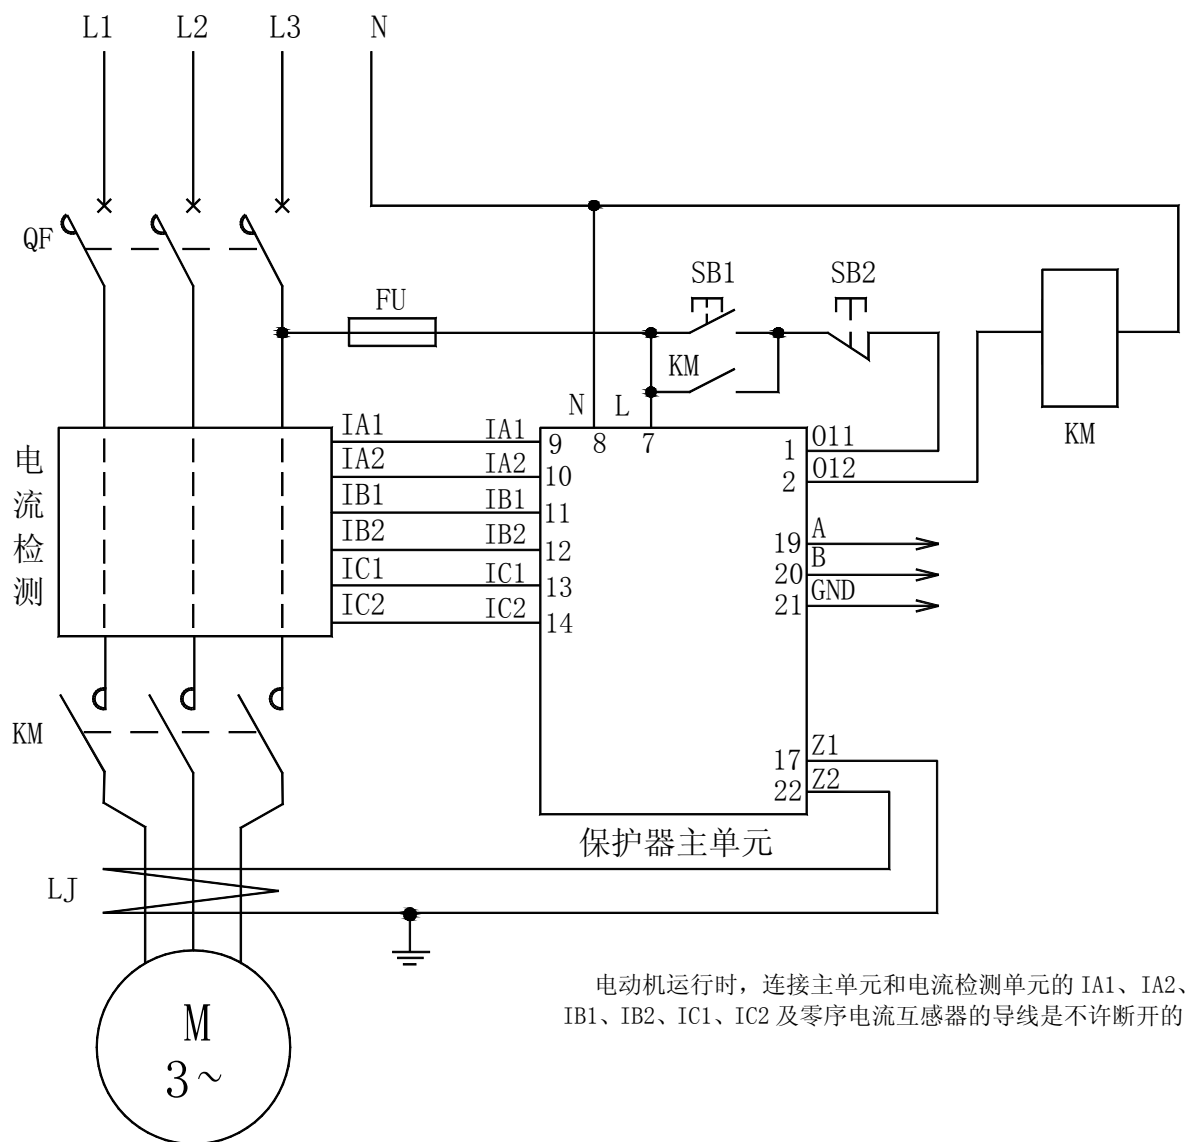 L1 L2 L3 N
QF
SB1 SB2
FU
KM
N L
KM
IA1 IA1 9 8 7 1 O11
IA2 IA2 10 2 O12
IB1 IB1 11
IB2 IB2 12 19 A
IC1 IC1 13 20 B
IC2 IC2 14 21 GND
电流检测
KM
17 Z1
22 Z2
保护器主单元
LJ
电动机运行时，连接主单元和电流检测单元的 IA1、IA2、
IB1、IB2、IC1、IC2 及零序电流互感器的导线是不许断开的
M
3~